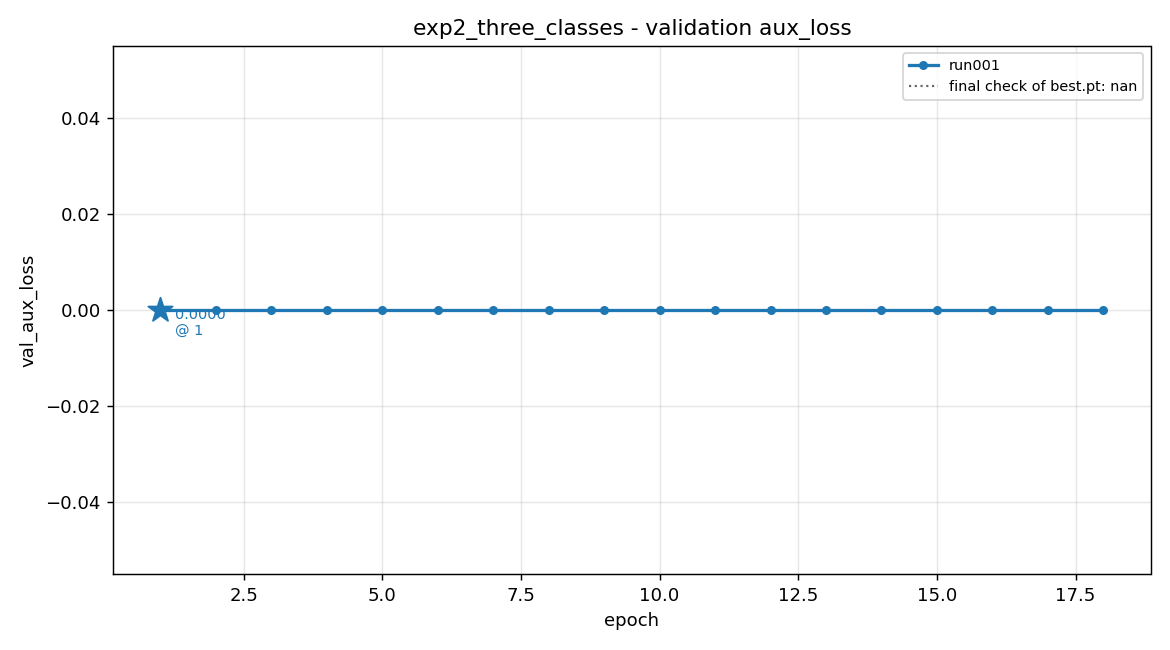 exp2_three_classes - validation aux_loss
run001
final check of best.pt: nan
0.04
0.02
0.00
−0.02
−0.04
val_aux_loss
0.0000
@ 1
2.5
5.0
7.5
10.0
12.5
15.0
17.5
epoch